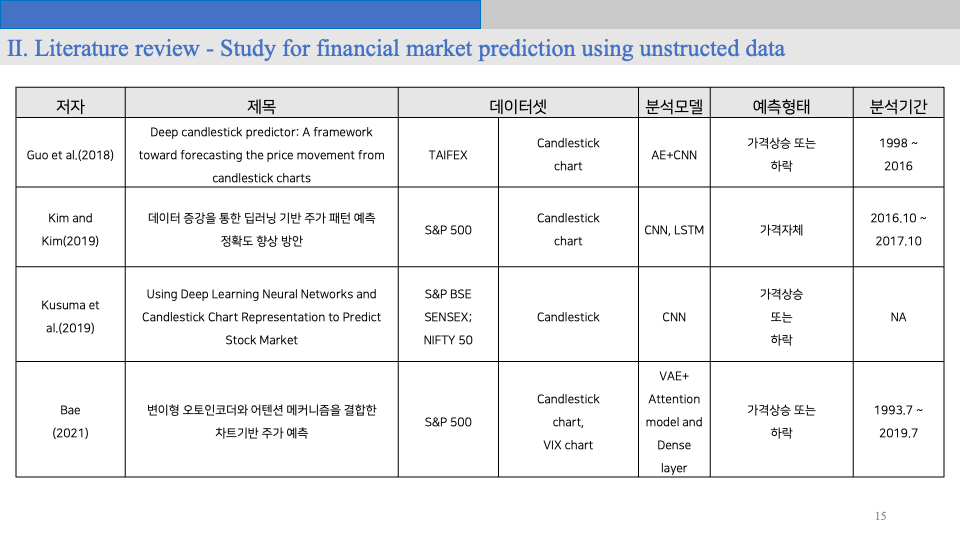 II. Literature review - Study for financial market prediction using unstructed data
저자 제목 데이터셋 분석모델 예측형태 분석기간
Guo et al.(2018)
Deep candlestick predictor: A framework
toward forecasting the price movement from
candlestick charts
TAIFEX
Candlestick
chart
AE+CNN
가격상승 또는
하락
1998 ~
2016
Kim and
Kim(2019)
데이터 증강을 통한 딥러닝 기반 주가 패턴 예측
정확도 향상 방안
S&P 500
Candlestick
chart
CNN, LSTM
가격자체
2016.10 ~
2017.10
Kusuma et
al.(2019)
Using Deep Learning Neural Networks and
Candlestick Chart Representation to Predict
Stock Market
S&P BSE
SENSEX;
NIFTY 50
Candlestick
CNN
가격상승
또는
하락
NA
Bae
(2021)
변이형 오토인코더와 어텐션 메커니즘을 결합한
차트기반 주가 예측
S&P 500
Candlestick
chart,
VIX chart
VAE+
Attention
model and
Dense
layer
가격상승 또는
하락
1993.7 ~
2019.7
15